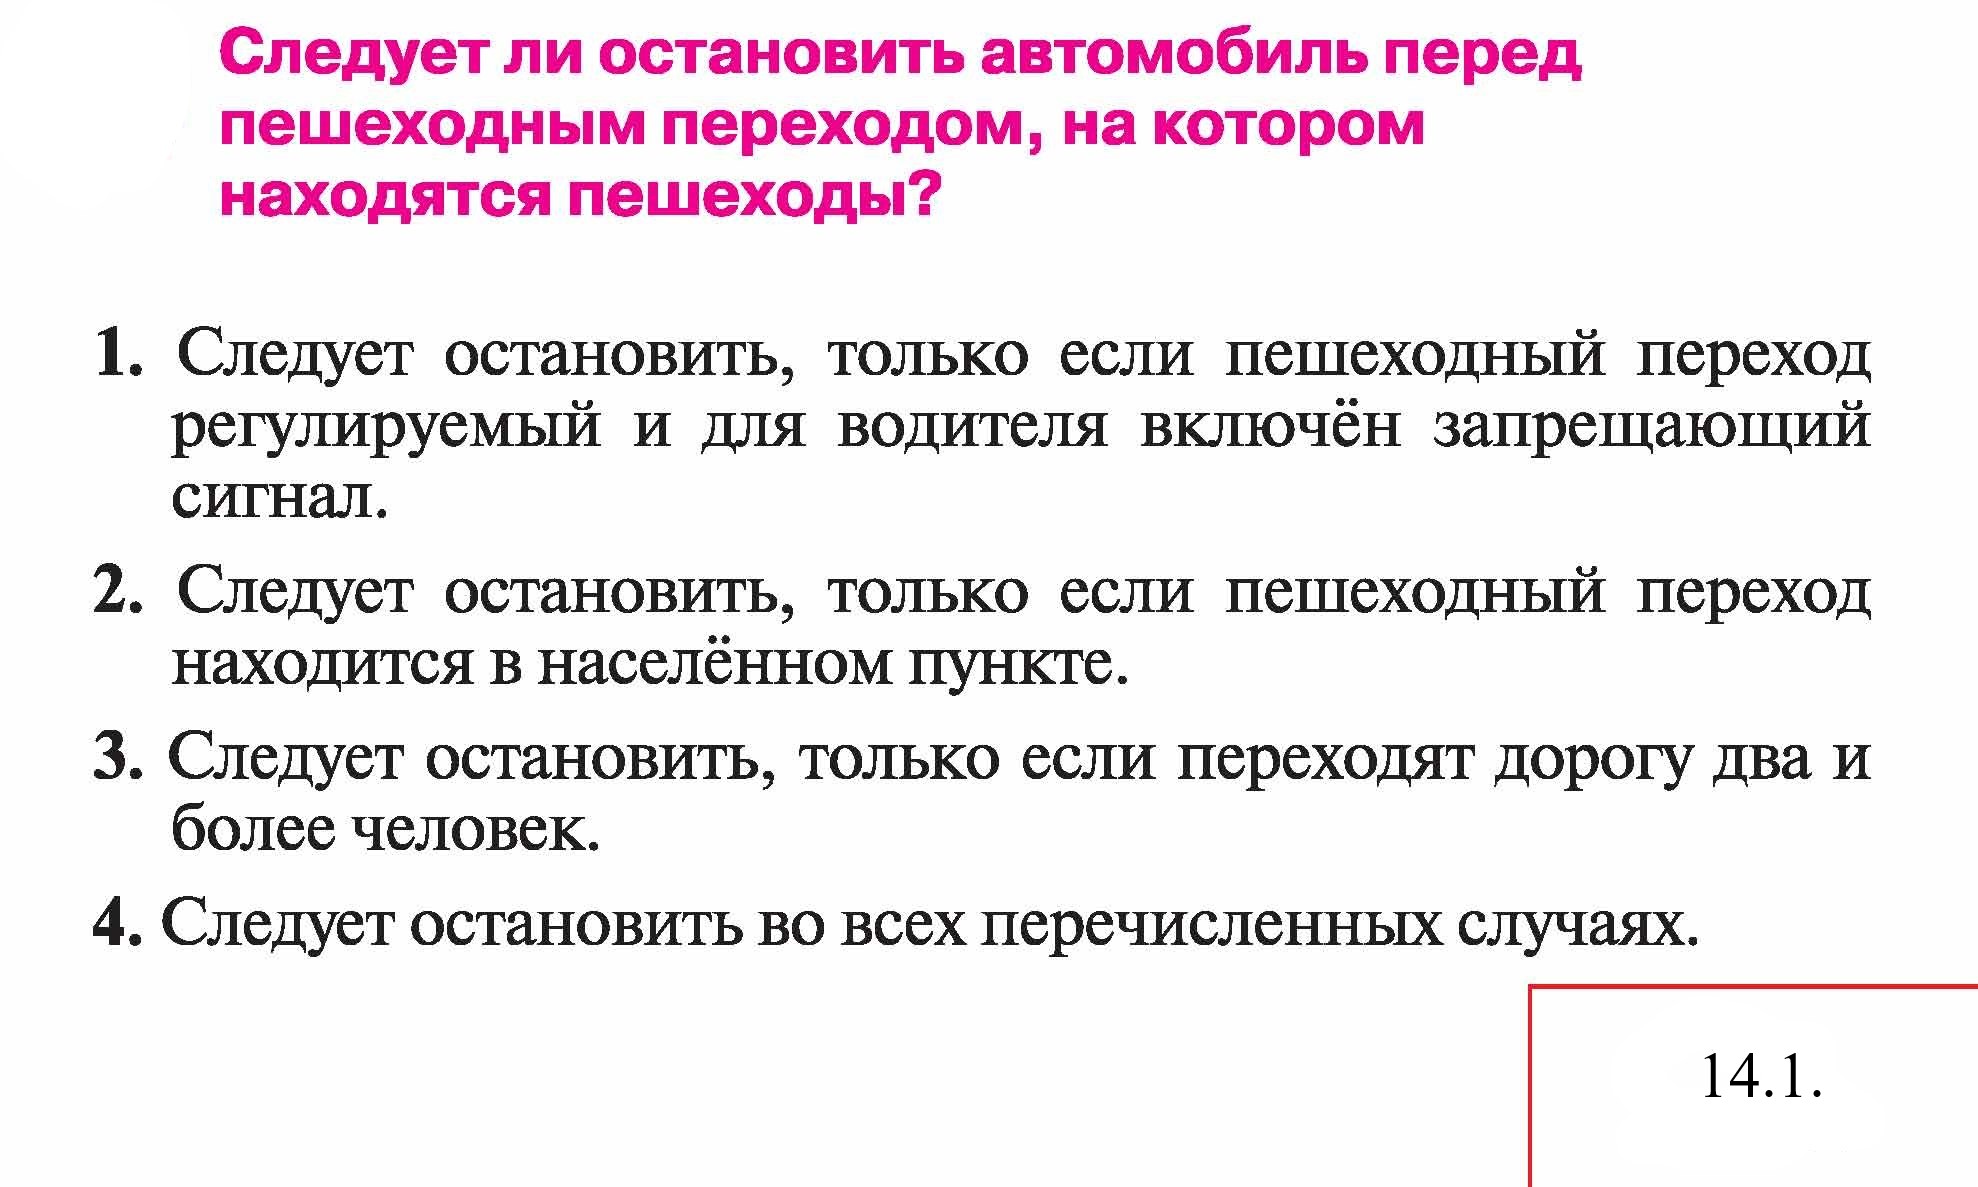 Следует ли остановить автомобиль перед
пешеходным переходом, на котором
находятся пешеходы?
1. Следует остановить, только если пешеходный переход
регулируемый и для водителя включён запрещающий
сигнал.
2. Следует остановить, только если пешеходный переход
находится в населённом пункте.
3. Следует остановить, только если переходят дорогу два и
более человек.
4. Следует остановить во всех перечисленных случаях.
14.1.